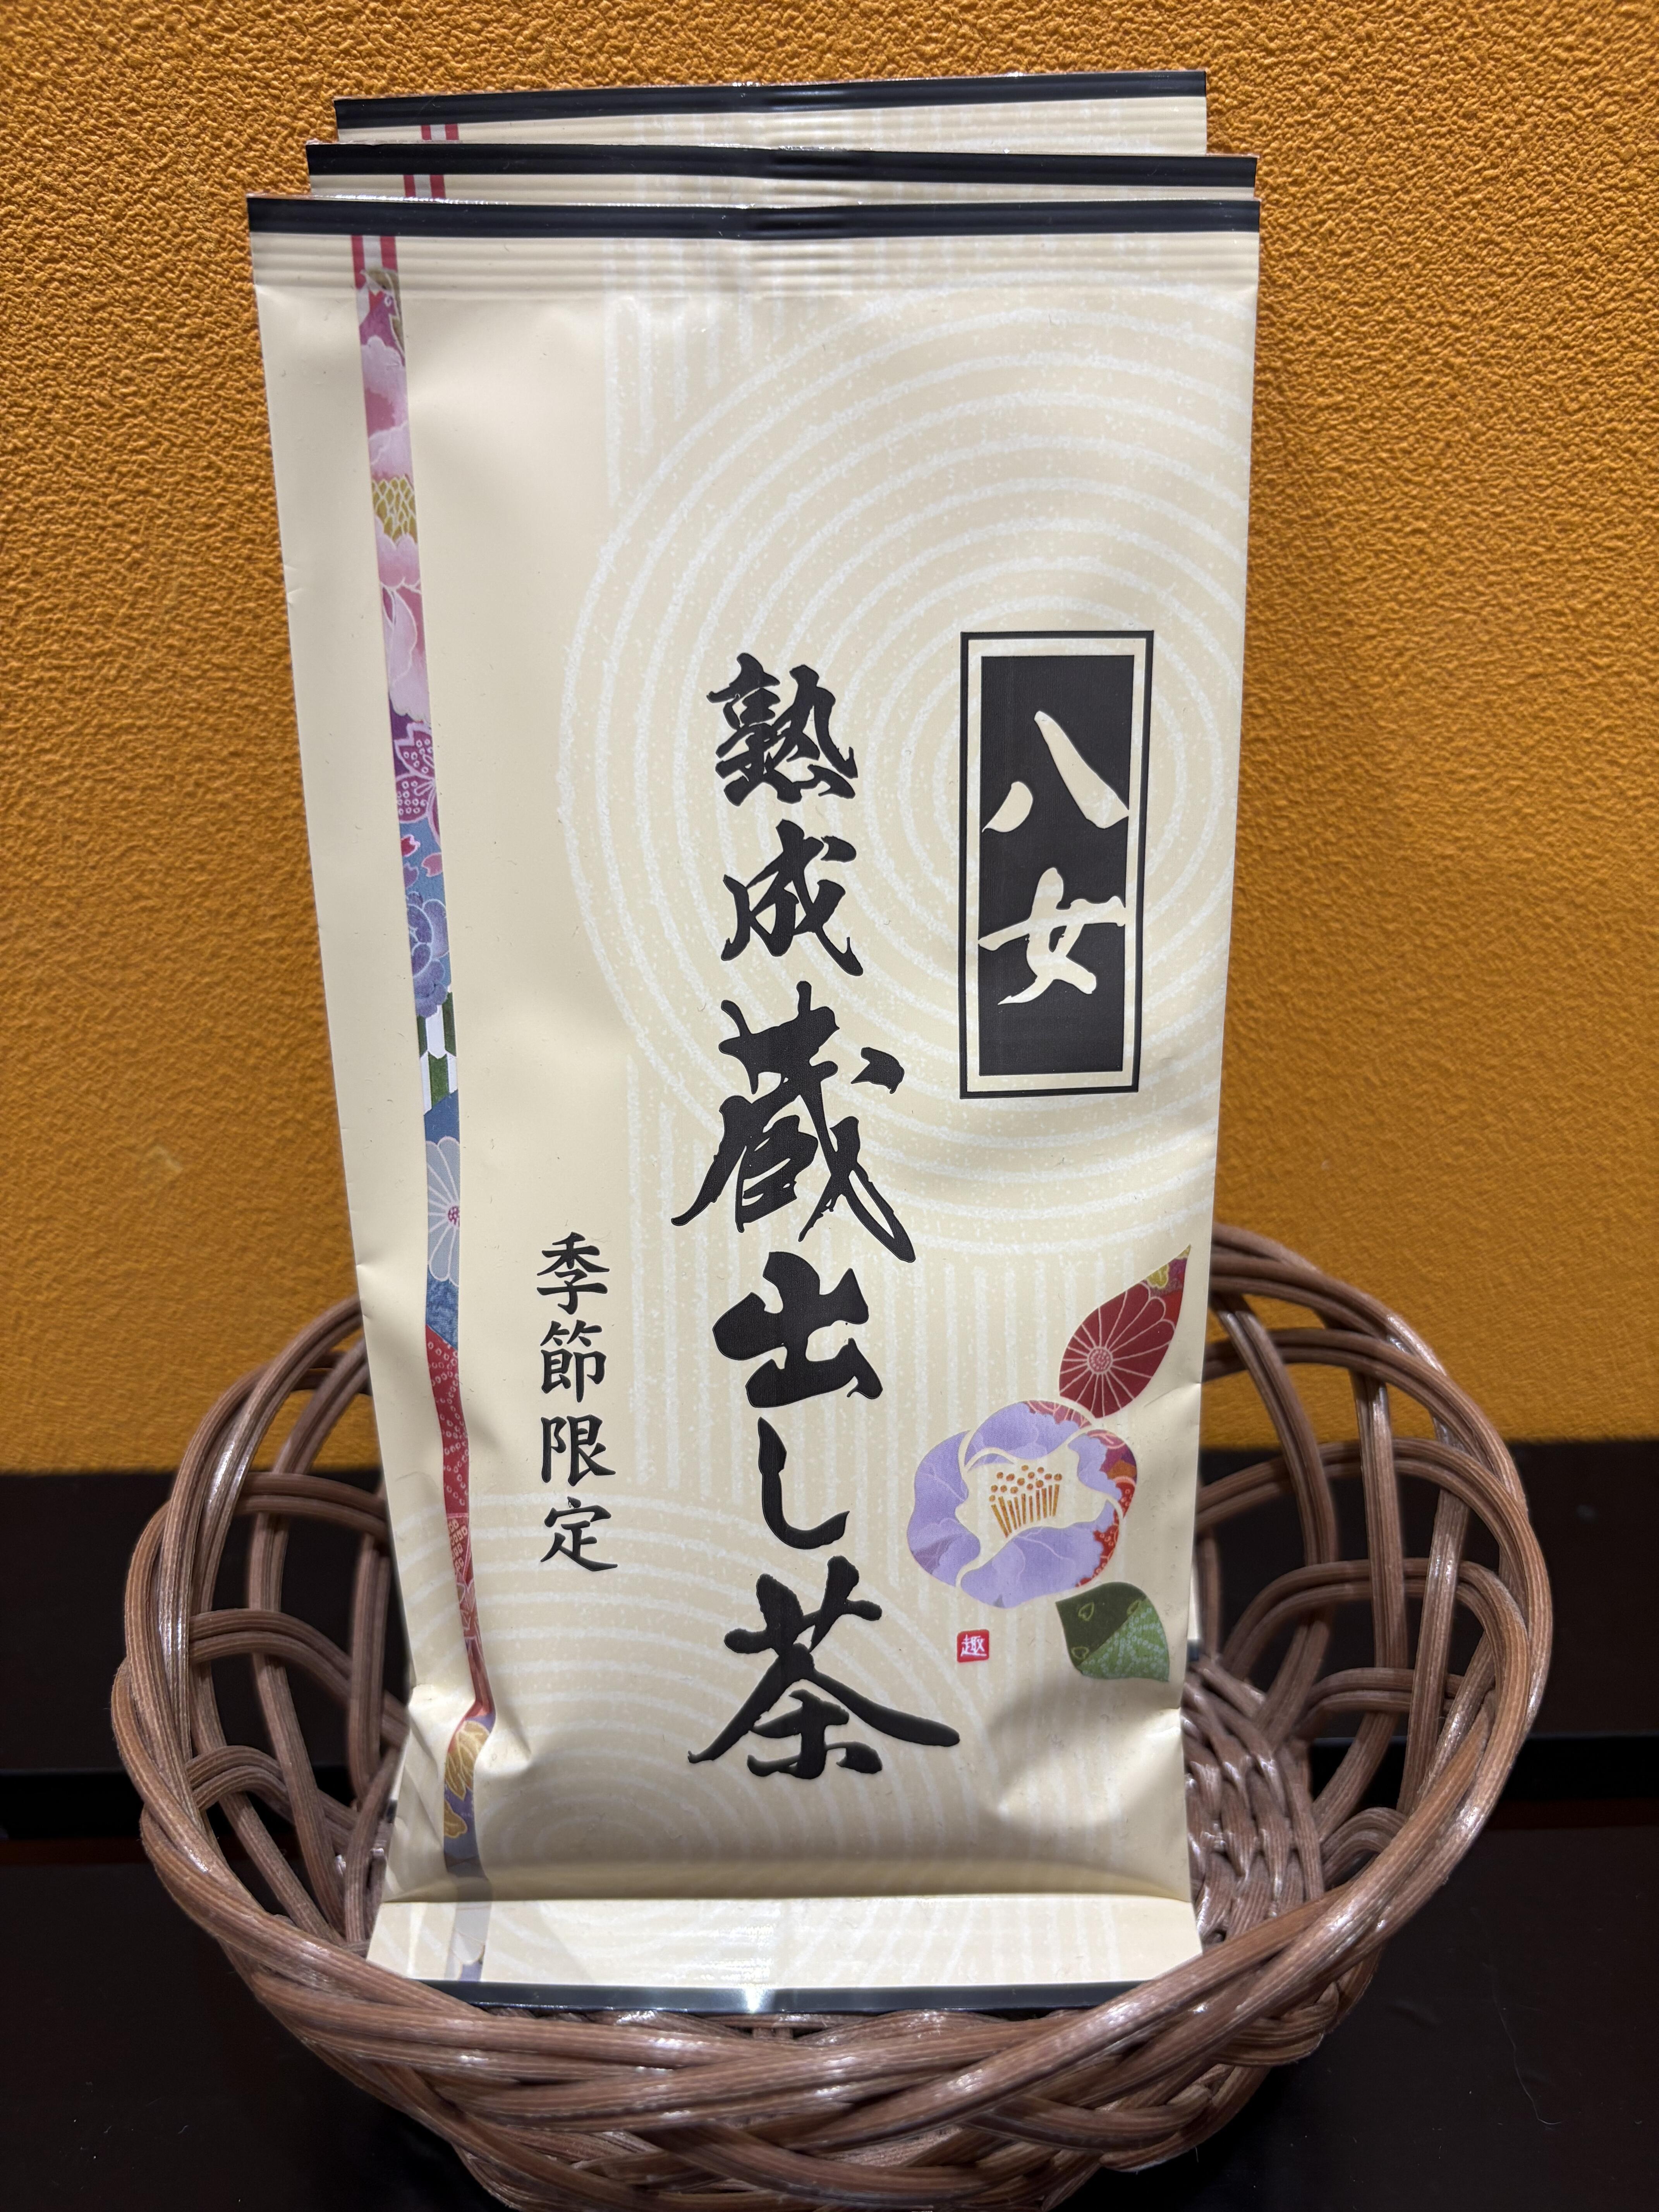 八女
熟成蔵出し茶
季節限定
趣